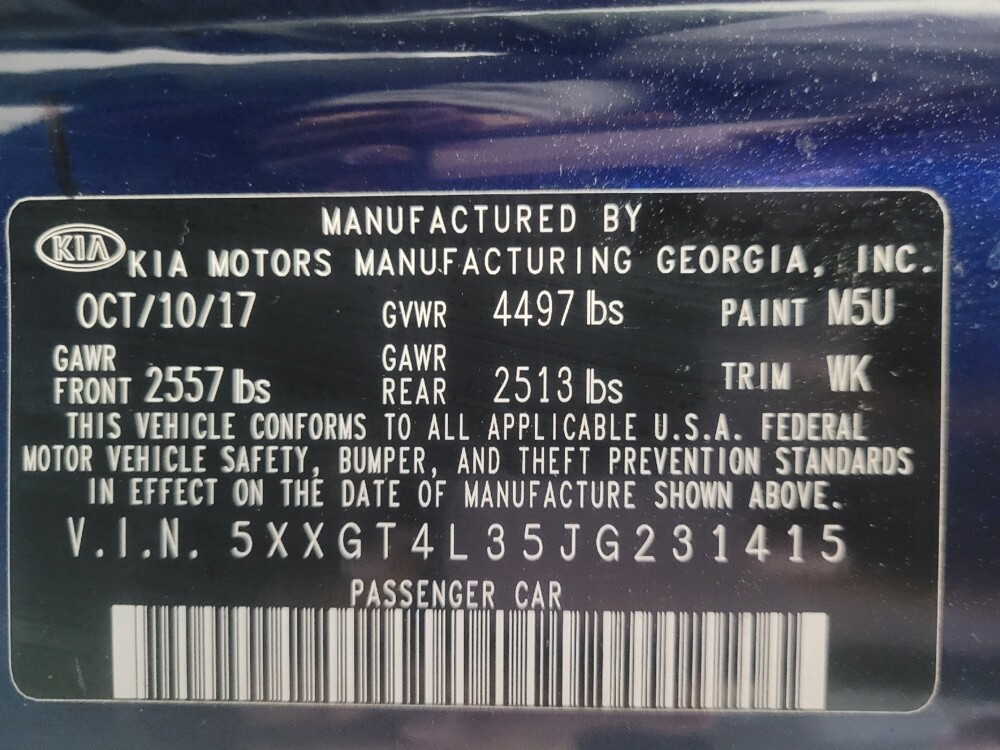 MANUFACTURED BY
KIA KIA MOTORS MANUFACTURING GEORGIA, INC.
OCT/10/17 GVWR 4497 lbs PAINT M5U
GAWR FRONT 2557 lbs GAWR REAR 2513 lbs TRIM WK
THIS VEHICLE CONFORMS TO ALL APPLICABLE U.S.A. FEDERAL
MOTOR VEHICLE SAFETY, BUMPER, AND THEFT PREVENTION STANDARDS
IN EFFECT ON THE DATE OF MANUFACTURE SHOWN ABOVE.
V.I.N. 5XXGT4L35JG231415
PASSENGER CAR